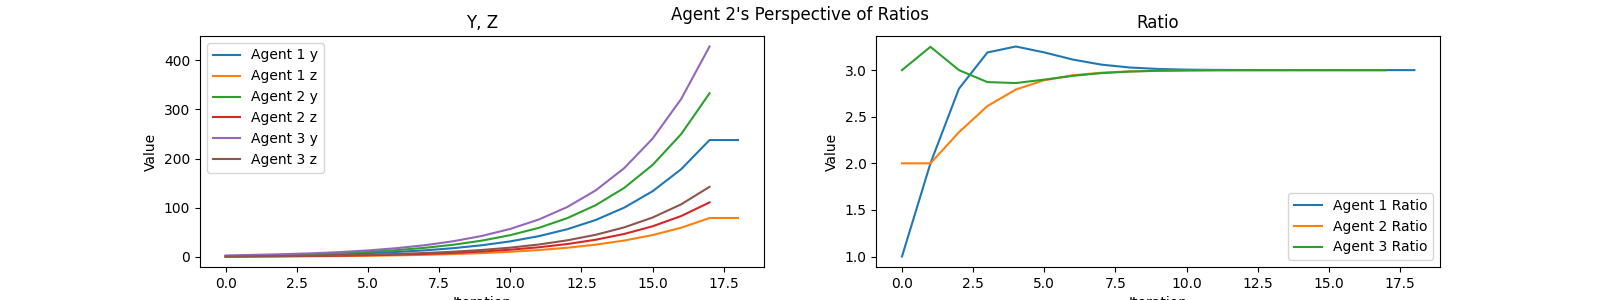 Agent 2's Perspective of Ratios
Y, Z
Value
400
300
200
100
0
Agent 1 y
Agent 1 z
Agent 2 y
Agent 2 z
Agent 3 y
Agent 3 z
0.0 2.5 5.0 7.5 10.0 12.5 15.0 17.5
Iteration
Ratio
Value
3.0
2.5
2.0
1.5
1.0
Agent 1 Ratio
Agent 2 Ratio
Agent 3 Ratio
0.0 2.5 5.0 7.5 10.0 12.5 15.0 17.5
Iteration